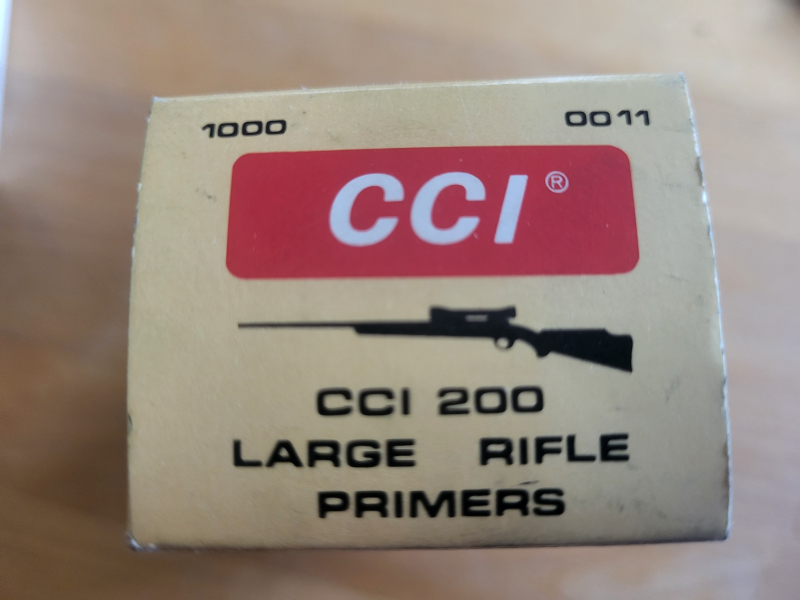 1000 0011
CCI®
CCI 200
LARGE RIFLE
PRIMERS